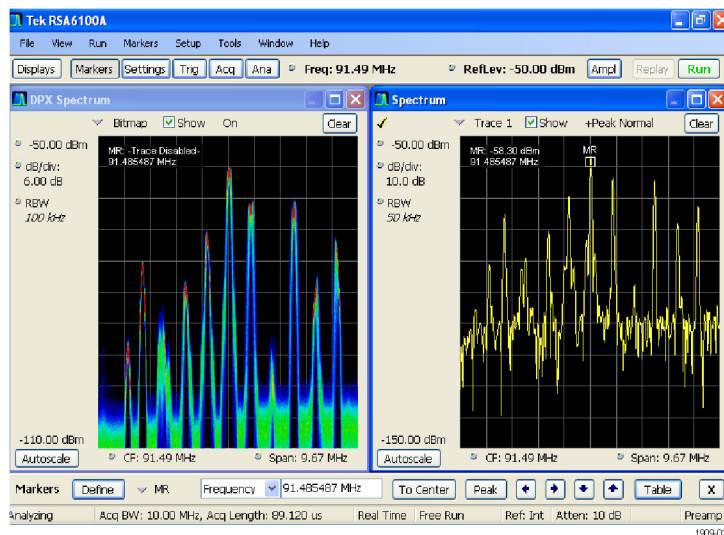 Tek RSA6100A
File View Run Markers Setup Tools Window Help
Displays Markers Settings Trig Acq Ana Freq: 91.49 MHz RefLev: -50.00 dBm Ampl Replay Run
DPX Spectrum
Bitmap Show On Clear
-50.00 dBm
dB/div:
6.00 dB
RBW
100 kHz
MR: -Trace Disabled-
91.485487 MHz
-110.00 dBm
Autoscale CF: 91.49 MHz Span: 9.67 MHz
Spectrum
Trace 1 Show +Peak Normal Clear
-50.00 dBm
dB/div:
10.0 dB
RBW
50 kHz
MR: -58.30 dBm
91.485487 MHz
MR
-150.00 dBm
Autoscale CF: 91.49 MHz Span: 9.67 MHz
Markers Define MR Frequency 91.485487 MHz To Center Peak Table X
Analyzing Acq BW: 10.00 MHz, Acq Length: 89.120 us Real Time Free Run Ref: Int Atten: 10 dB Preamp